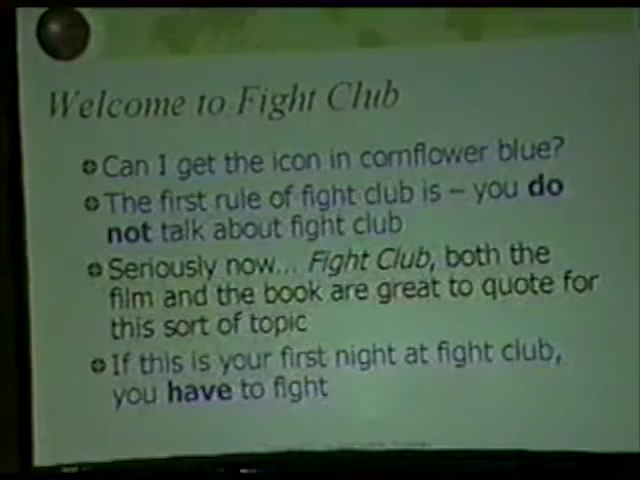 Welcome to Fight Club
Can I get the icon in cornflower blue?
The first rule of fight club is – you do
not talk about fight club
Seriously now... Fight Club, both the
film and the book are great to quote for
this sort of topic
If this is your first night at fight club,
you have to fight